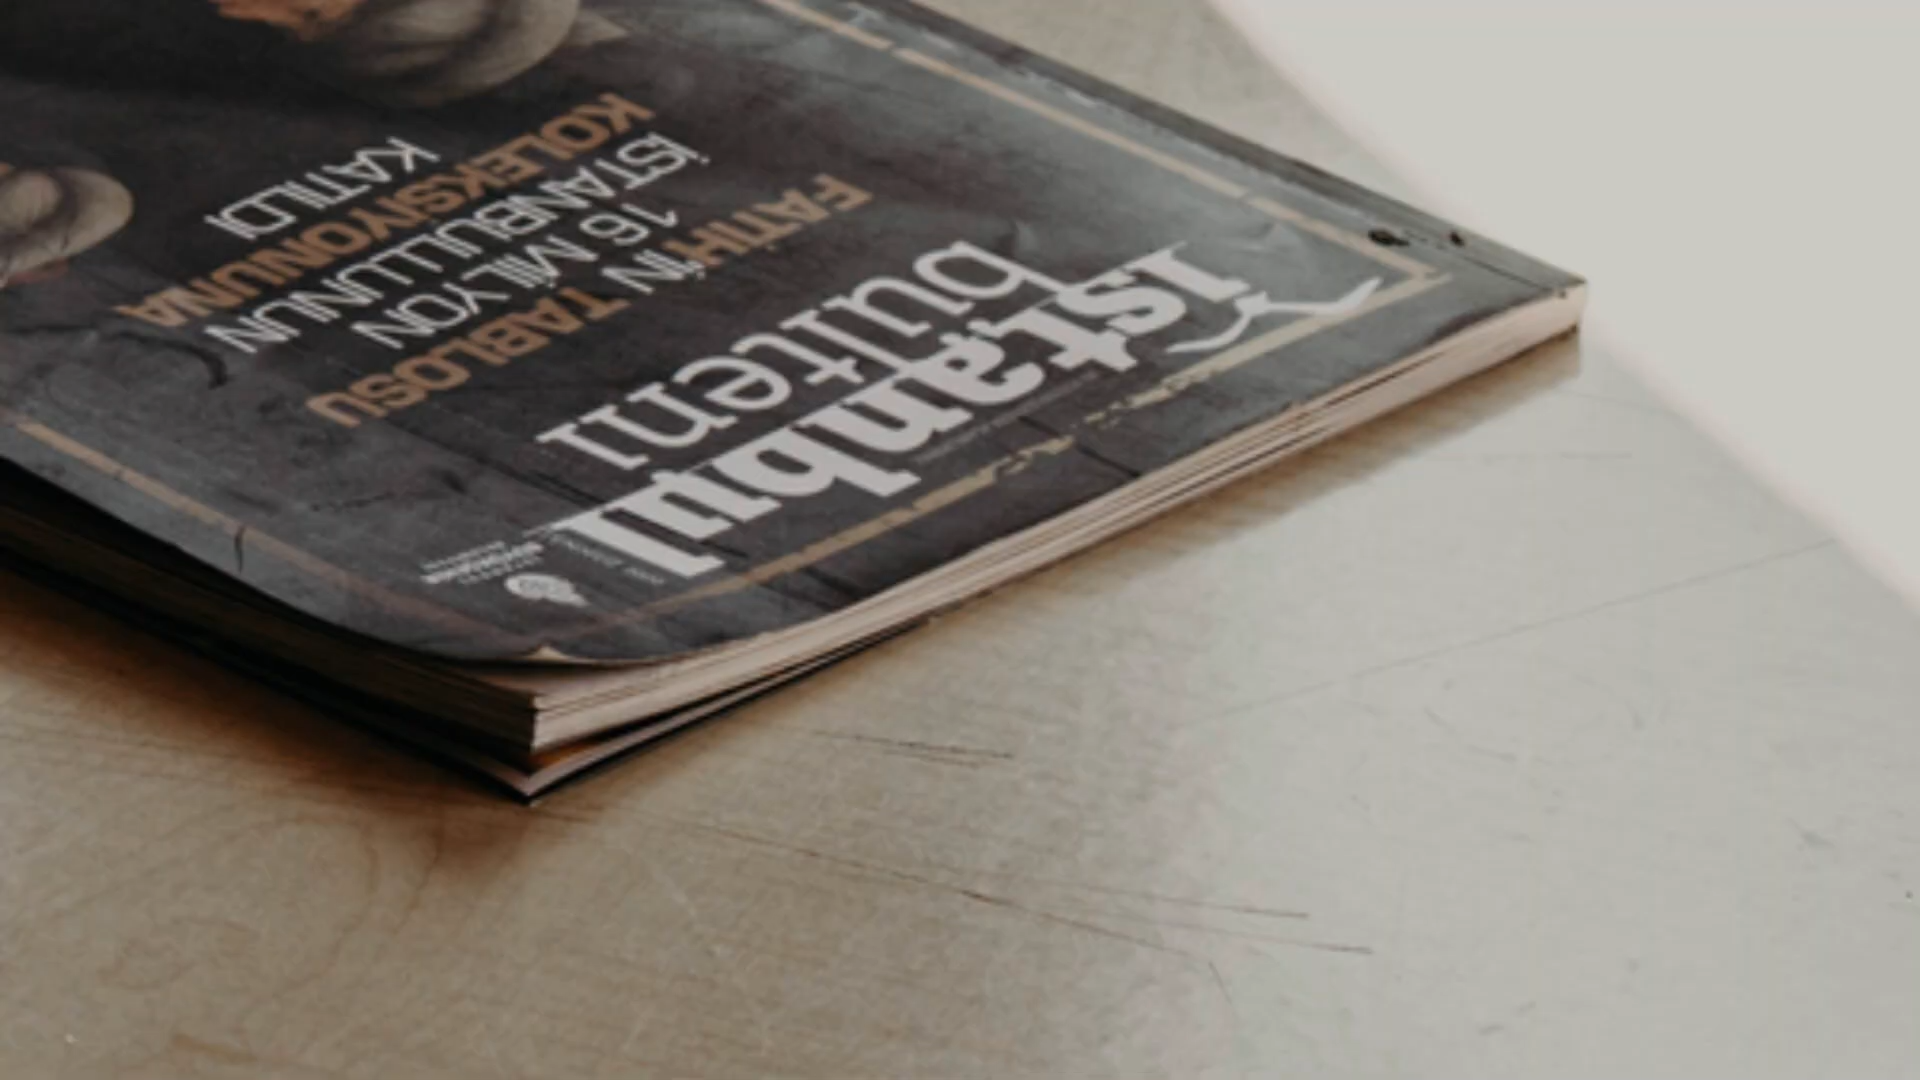 istanbul
bülteni
FATİH'İN TABLOSU
16 MİLYON
İSTANBULLUNUN
KOLEKSİYONUNA
KATILDI